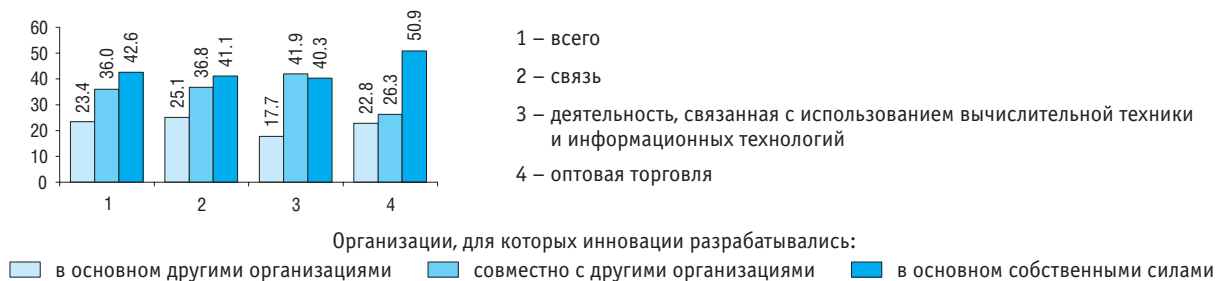 60
50
40
30
20
10
0
23.4
36.0
42.6
25.1
36.8
41.1
17.7
41.9
40.3
22.8
26.3
50.9
1
2
3
4
1 – всего
2 – связь
3 – деятельность, связанная с использованием вычислительной техники
и информационных технологий
4 – оптовая торговля
Организации, для которых инновации разрабатывались:
в основном другими организациями
совместно с другими организациями
в основном собственными силами